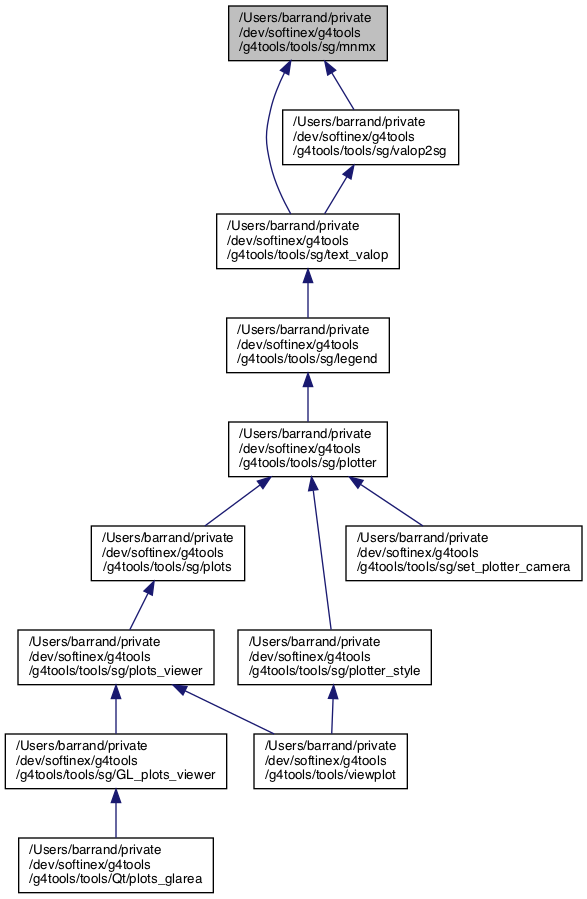 /Users/barrand/private
/dev/softinex/g4tools
/g4tools/tools/sg/mnmx
/Users/barrand/private
/dev/softinex/g4tools
/g4tools/tools/sg/valop2sg
/Users/barrand/private
/dev/softinex/g4tools
/g4tools/tools/sg/text_valop
/Users/barrand/private
/dev/softinex/g4tools
/g4tools/tools/sg/legend
/Users/barrand/private
/dev/softinex/g4tools
/g4tools/tools/sg/plotter
/Users/barrand/private
/dev/softinex/g4tools
/g4tools/tools/sg/plots
/Users/barrand/private
/dev/softinex/g4tools
/g4tools/tools/sg/set_plotter_camera
/Users/barrand/private
/dev/softinex/g4tools
/g4tools/tools/sg/plots_viewer
/Users/barrand/private
/dev/softinex/g4tools
/g4tools/tools/sg/plotter_style
/Users/barrand/private
/dev/softinex/g4tools
/g4tools/tools/sg/GL_plots_viewer
/Users/barrand/private
/dev/softinex/g4tools
/g4tools/tools/viewplot
/Users/barrand/private
/dev/softinex/g4tools
/g4tools/tools/Qt/plots_glarea